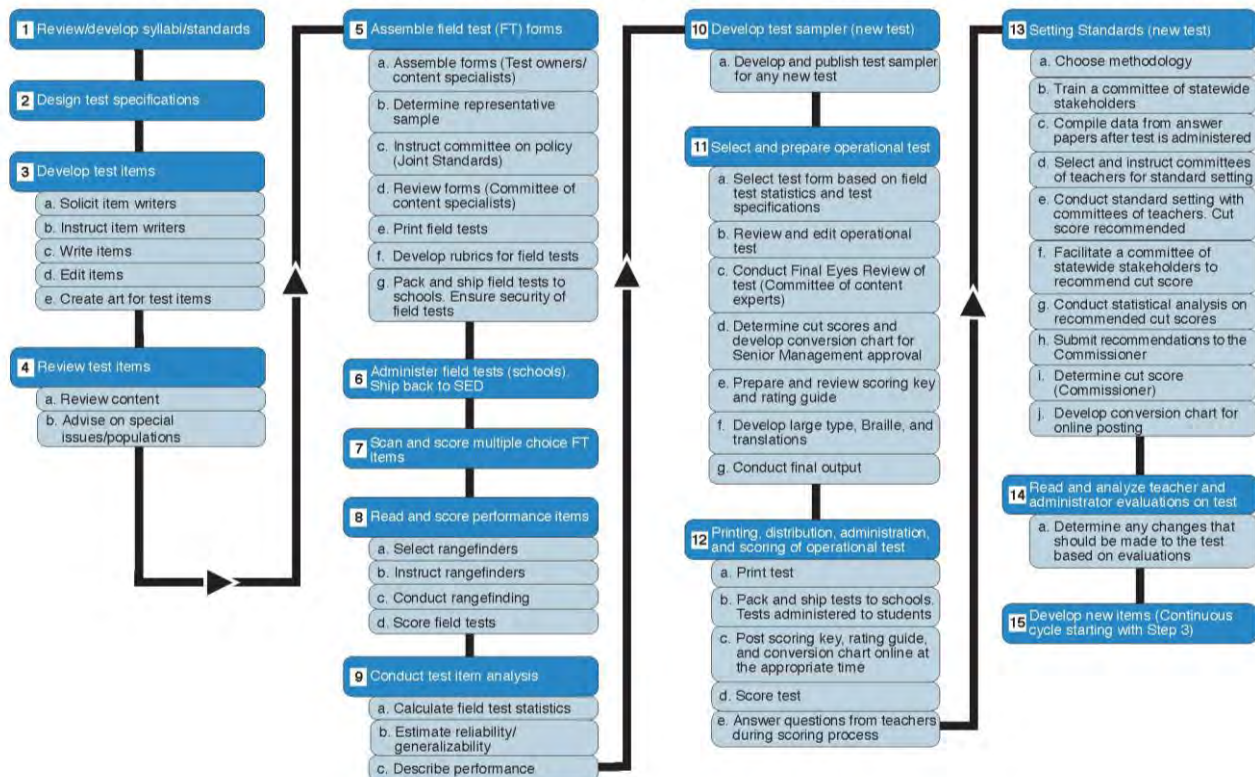 1 Review/develop syllabi/standards
2 Design test specifications
3 Develop test items
a. Solicit item writers
b. Instruct item writers
c. Write items
d. Edit items
e. Create art for test items
4 Review test items
a. Review content
b. Advise on special
issues/populations
5 Assemble field test (FT) forms
a. Assemble forms (Test owners/
content specialists)
b. Determine representative
sample
c. Instruct committee on policy
(Joint Standards)
d. Review forms (Committee of
content specialists)
e. Print field tests
f. Develop rubrics for field tests
g. Pack and ship field tests to
schools. Ensure security of
field tests
6 Administer field tests (schools).
Ship back to SED
7 Scan and score multiple choice FT
items
8 Read and score performance items
a. Select rangefinders
b. Instruct rangefinders
c. Conduct rangefinding
d. Score field tests
9 Conduct test item analysis
a. Calculate field test statistics
b. Estimate reliability/
generalizability
c. Describe performance
10 Develop test sampler (new test)
a. Develop and publish test sampler
for any new test
11 Select and prepare operational test
a. Select test form based on field
test statistics and test
specifications
b. Review and edit operational
test
c. Conduct Final Eyes Review of
test (Committee of content
experts)
d. Determine cut scores and
develop conversion chart for
Senior Management approval
e. Prepare and review scoring key
and rating guide
f. Develop large type, Braille, and
translations
g. Conduct final output
12 Printing, distribution, administration,
and scoring of operational test
a. Print test
b. Pack and ship tests to schools.
Tests administered to students
c. Post scoring key, rating guide,
and conversion chart online at
the appropriate time
d. Score test
e. Answer questions from teachers
during scoring process
13 Setting Standards (new test)
a. Choose methodology
b. Train a committee of statewide
stakeholders
c. Compile data from answer
papers after test is administered
d. Select and instruct committees
of teachers for standard setting
e. Conduct standard setting with
committees of teachers. Cut
score recommended
f. Facilitate a committee of
statewide stakeholders to
recommend cut score
g. Conduct statistical analysis on
recommended cut scores
h. Submit recommendations to the
Commissioner
i. Determine cut score
(Commissioner)
j. Develop conversion chart for
online posting
14 Read and analyze teacher and
administrator evaluations on test
a. Determine any changes that
should be made to the test
based on evaluations
15 Develop new items (Continuous
cycle starting with Step 3)